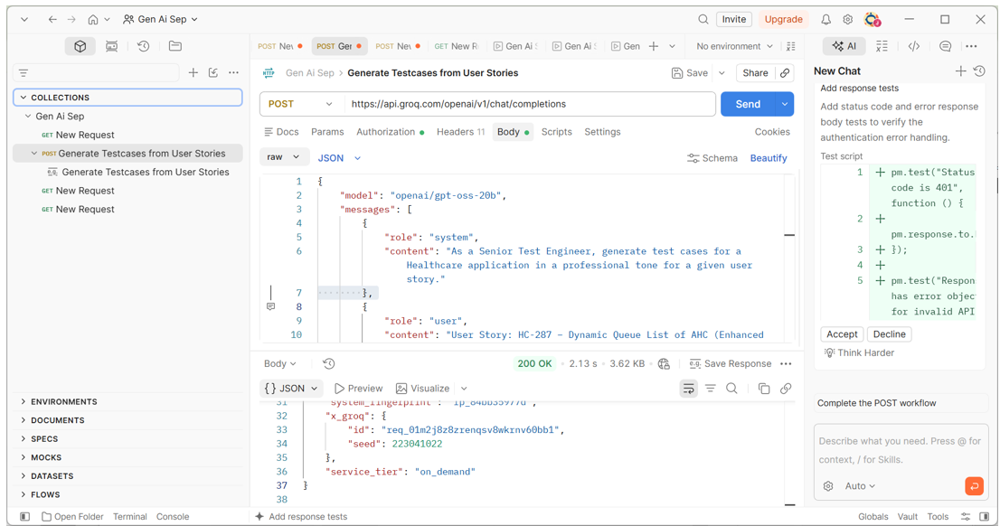 Gen Ai Sep
Invite
Upgrade
POST Nev
POST Ger
POST Nev
GET New R
Gen Ai S
Gen Ai S
Gen
No environment
AI
COLLECTIONS
Gen Ai Sep
GET New Request
POST Generate Testcases from User Stories
e.g. Generate Testcases from User Stories
GET New Request
GET New Request
ENVIRONMENTS
DOCUMENTS
SPECS
MOCKS
DATASETS
FLOWS
HTTP Gen Ai Sep > Generate Testcases from User Stories
Save
Share
POST
https://api.groq.com/openai/v1/chat/completions
Send
Docs Params Authorization Headers 11 Body Scripts Settings
Cookies
raw
JSON
Schema
Beautify
1 {
2 "model": "openai/gpt-oss-20b",
3 "messages": [
4 {
5 "role": "system",
6 "content": "As a Senior Test Engineer, generate test cases for a
Healthcare application in a professional tone for a given user
story."
7 },
8 {
9 "role": "user",
10 "content": "User Story: HC-287 – Dynamic Queue List of AHC (Enhanced
Body
200 OK • 2.13 s • 3.62 KB
e.g. Save Response
{} JSON
Preview
Visualize
31 "system_fingerprint": "fp_84bb35977d",
32 "x_groq": {
33 "id": "req_01m2j8z8zrenqsv8wkrnv60bb1",
34 "seed": 223041022
35 },
36 "service_tier": "on_demand"
37 }
38
New Chat
Add response tests
Add status code and error response
body tests to verify the
authentication error handling.
Test script
1 + pm.test("Status
code is 401",
function () {
2 +
pm.response.to.
3 + });
4 +
5 + pm.test("Respon
has error objec
for invalid API
Accept
Decline
Think Harder
Complete the POST workflow
Describe what you need. Press @ for
context, / for Skills.
Auto
Open Folder
Terminal
Console
Add response tests
Globals
Vault
Tools